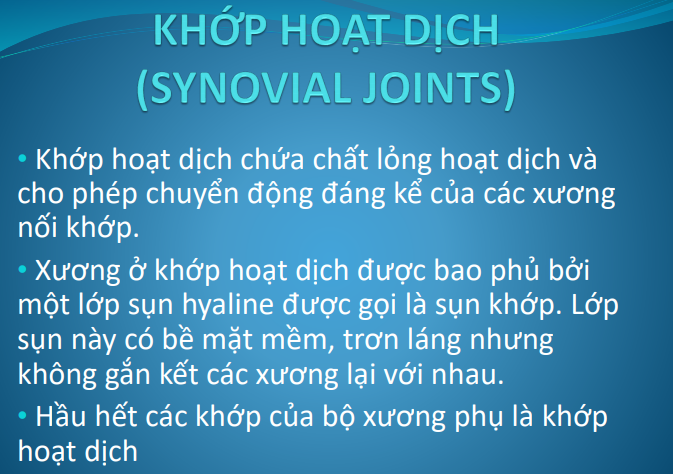 KHỚP HOẠT DỊCH
(SYNOVIAL JOINTS)
• Khớp hoạt dịch chứa chất lỏng hoạt dịch và
cho phép chuyển động đáng kể của các xương
nối khớp.
• Xương ở khớp hoạt dịch được bao phủ bởi
một lớp sụn hyaline được gọi là sụn khớp. Lớp
sụn này có bề mặt mềm, trơn láng nhưng
không gắn kết các xương lại với nhau.
• Hầu hết các khớp của bộ xương phụ là khớp
hoạt dịch